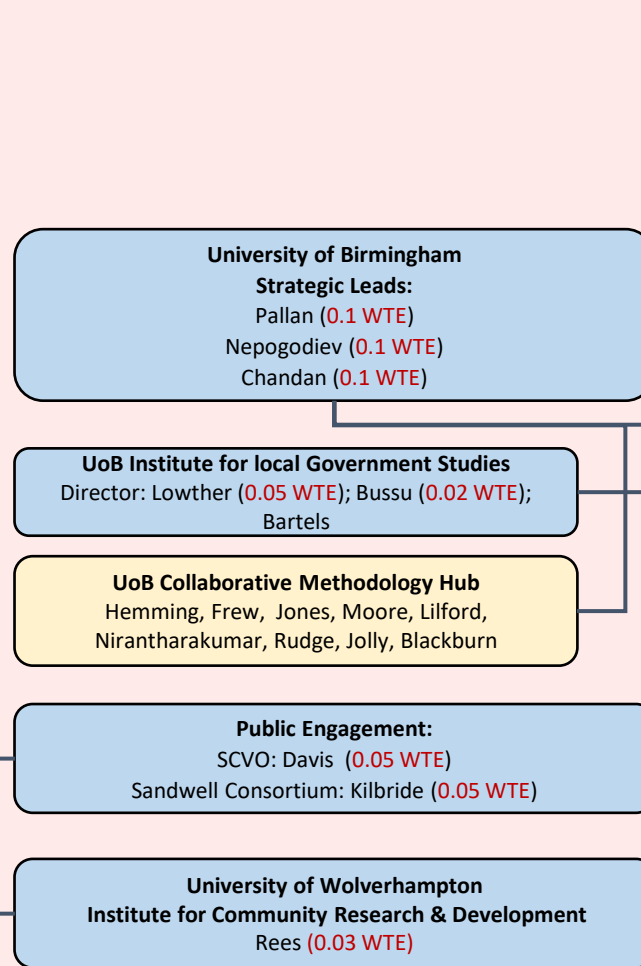 University of Birmingham
Strategic Leads:
Pallan (0.1 WTE)
Nepogodiev (0.1 WTE)
Chandan (0.1 WTE)
UoB Institute for local Government Studies
Director: Lowther (0.05 WTE); Bussu (0.02 WTE);
Bartels
UoB Collaborative Methodology Hub
Hemming, Frew, Jones, Moore, Lilford,
Nirantharakumar, Rudge, Jolly, Blackburn
Public Engagement:
SCVO: Davis (0.05 WTE)
Sandwell Consortium: Kilbride (0.05 WTE)
University of Wolverhampton
Institute for Community Research & Development
Rees (0.03 WTE)